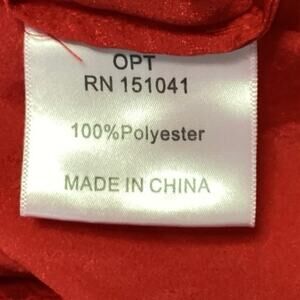 OPT
RN 151041
100%Polyester
MADE IN CHINA